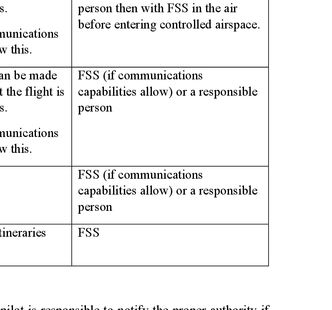 s.
person then with FSS in the air
before entering controlled airspace.
munications
w this.
an be made
t the flight is
s.
munications
w this.
FSS (if communications
capabilities allow) or a responsible
person
FSS (if communications
capabilities allow) or a responsible
person
tineraries
FSS
pilot is responsible to notify the proper authority if